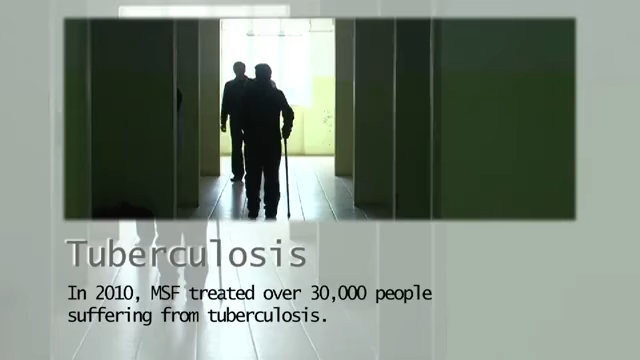 Tuberculosis
In 2010, MSF treated over 30,000 people
suffering from tuberculosis.